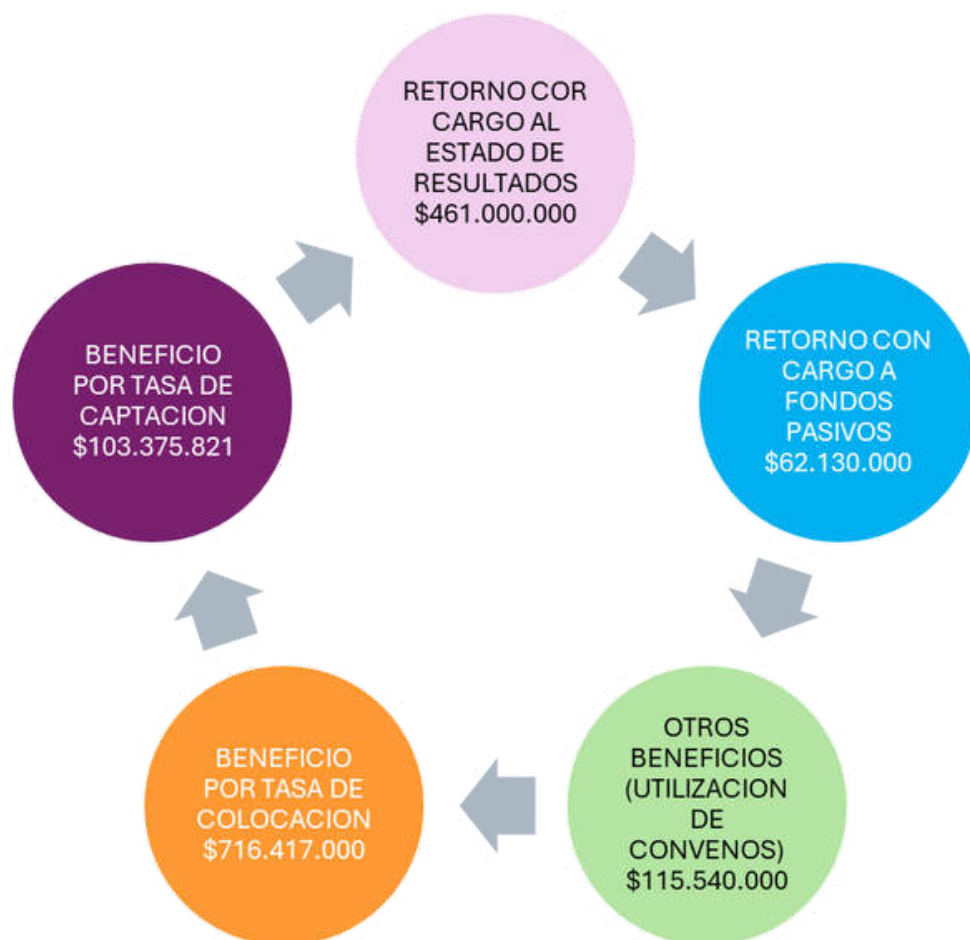 RETORNO COR
CARGO AL
ESTADO DE
RESULTADOS
$461.000.000
RETORNO CON
CARGO A
FONDOS
PASIVOS
$62.130.000
OTROS
BENEFICIOS
(UTILIZACION
DE
CONVENOS)
$115.540.000
BENEFICIO
POR TASA DE
COLOCACION
$716.417.000
BENEFICIO
POR TASA DE
CAPTACION
$103.375.821